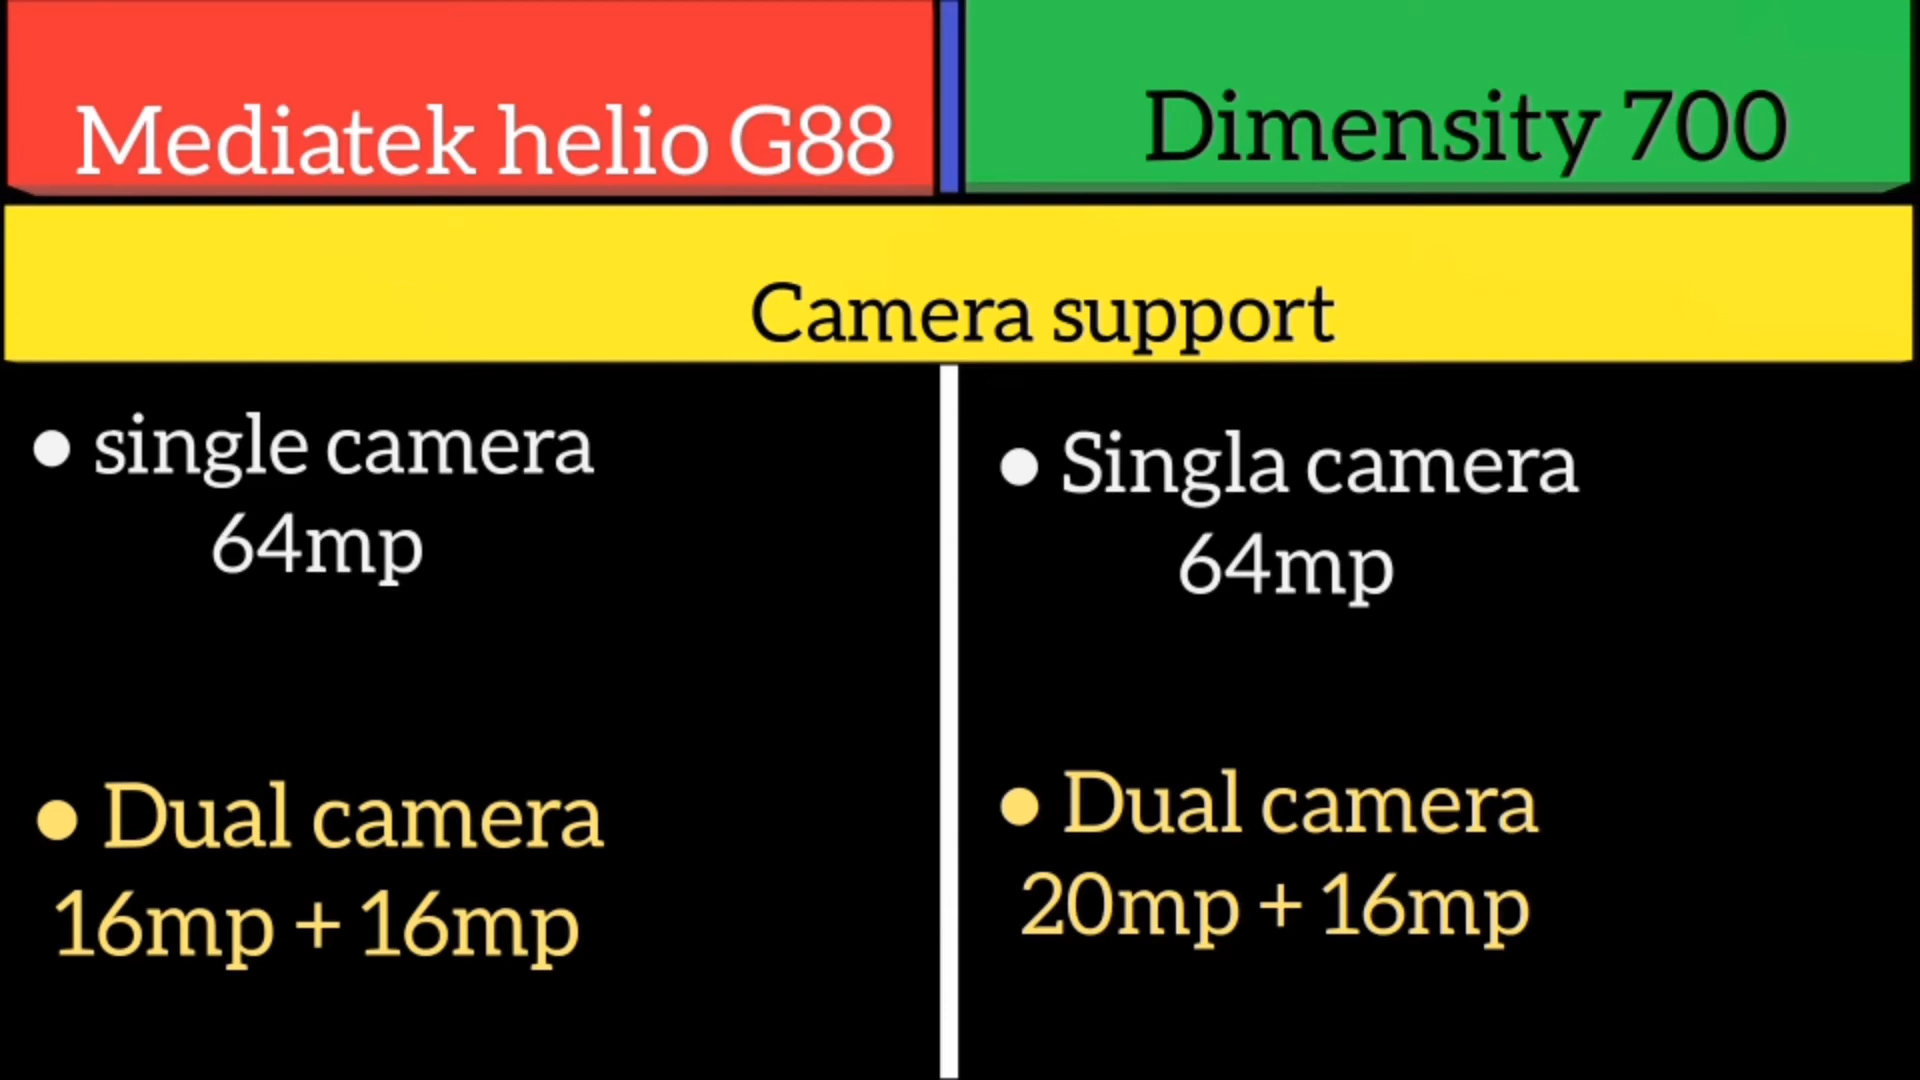 Mediatek helio G88
Dimensity 700
Camera support
● single camera
64mp
● Dual camera
16mp + 16mp
● Singla camera
64mp
● Dual camera
20mp + 16mp